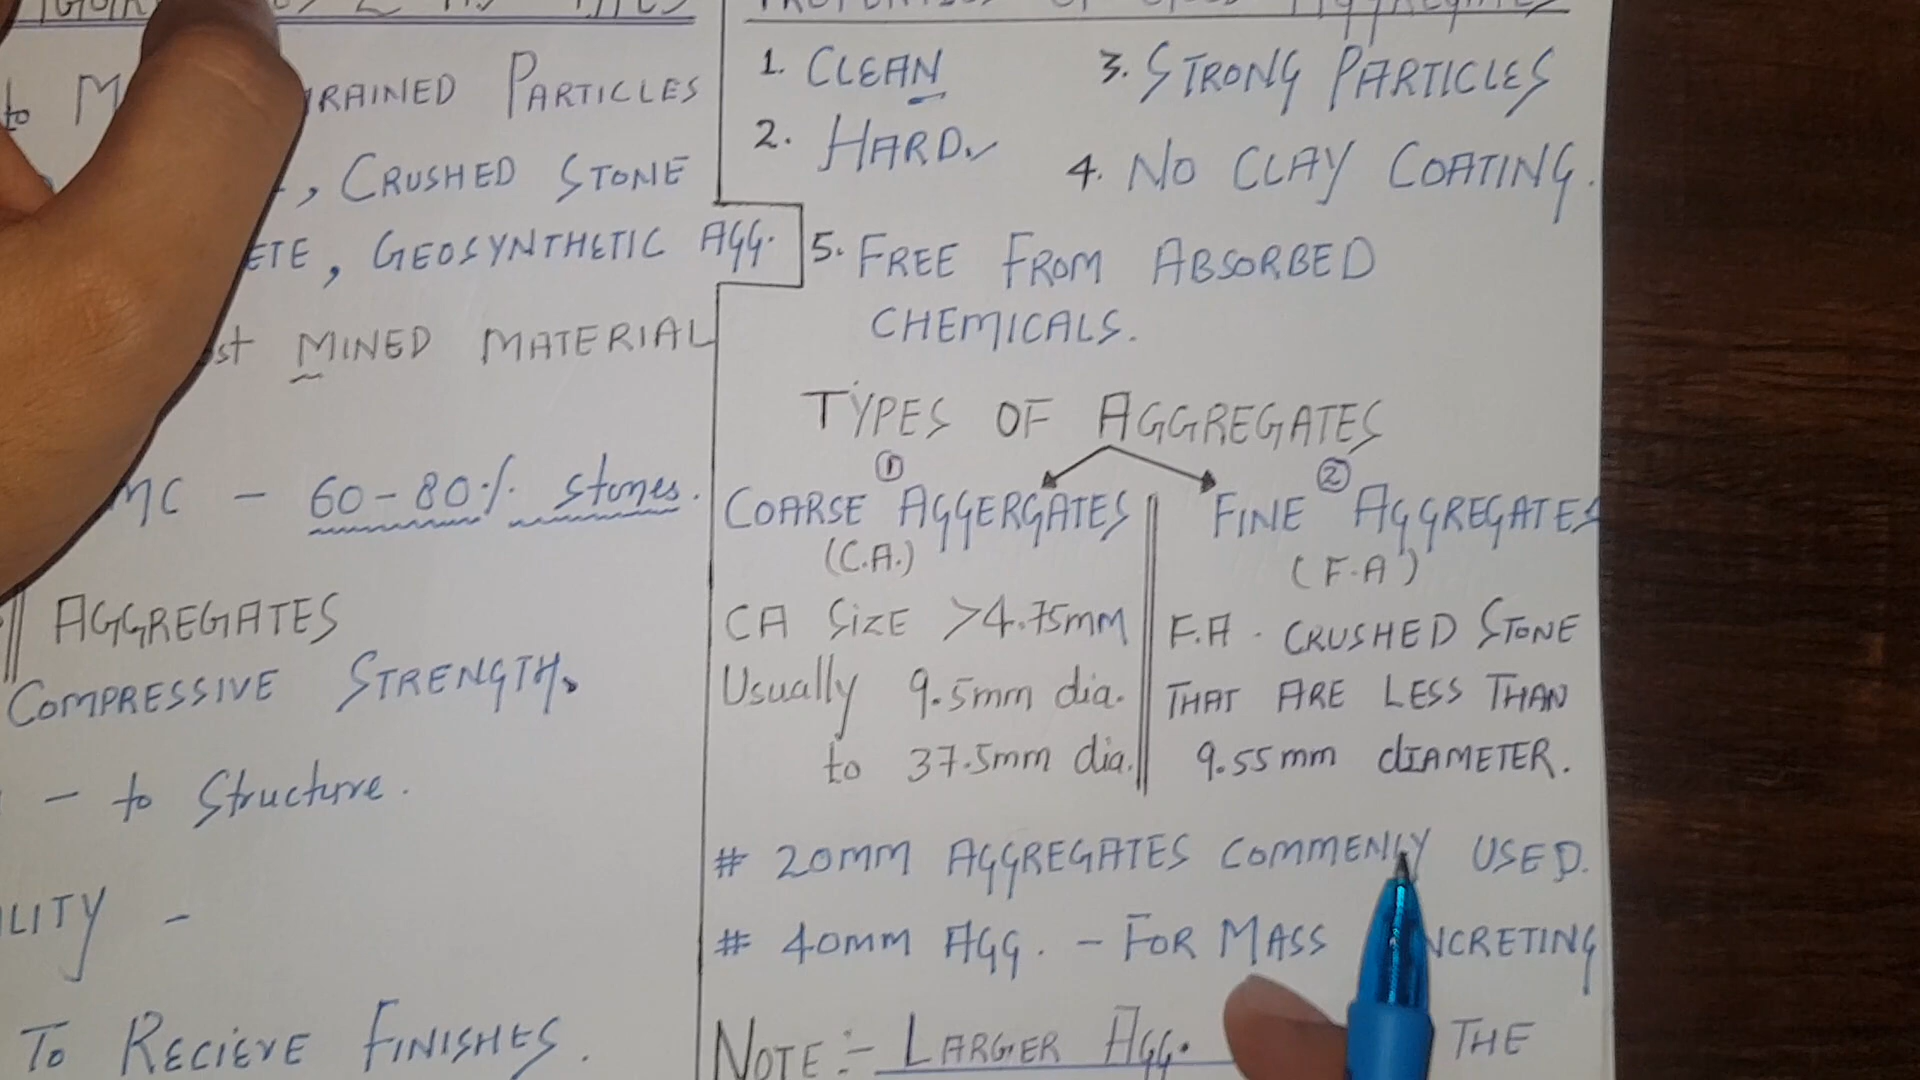 to M RAINED PARTICLES
, CRUSHED STONE
ETE, GEOSYNTHETIC AGG.
st MINED MATERIAL
MC - 60-80% Stones.
AGGREGATES
COMPRESSIVE STRENGTH.
- to Structure.
ILITY -
TO RECIEVE FINISHES.
1. CLEAN
2. HARD
3. STRONG PARTICLES
4. NO CLAY COATING.
5. FREE FROM ABSORBED
CHEMICALS.
TYPES OF AGGREGATES
① ②
COARSE AGGERGATES
(C.A.)
CA SIZE >4.75mm
Usually 9.5mm dia.
to 37.5mm dia.
FINE AGGREGATES
(F.A)
F.A. CRUSHED STONE
THAT ARE LESS THAN
9.55mm dIAMETER.
# 20mm AGGREGATES COMMENLY USED.
# 40mm AGG. - FOR MASS NCRETING
NOTE:- LARGER AGG. THE